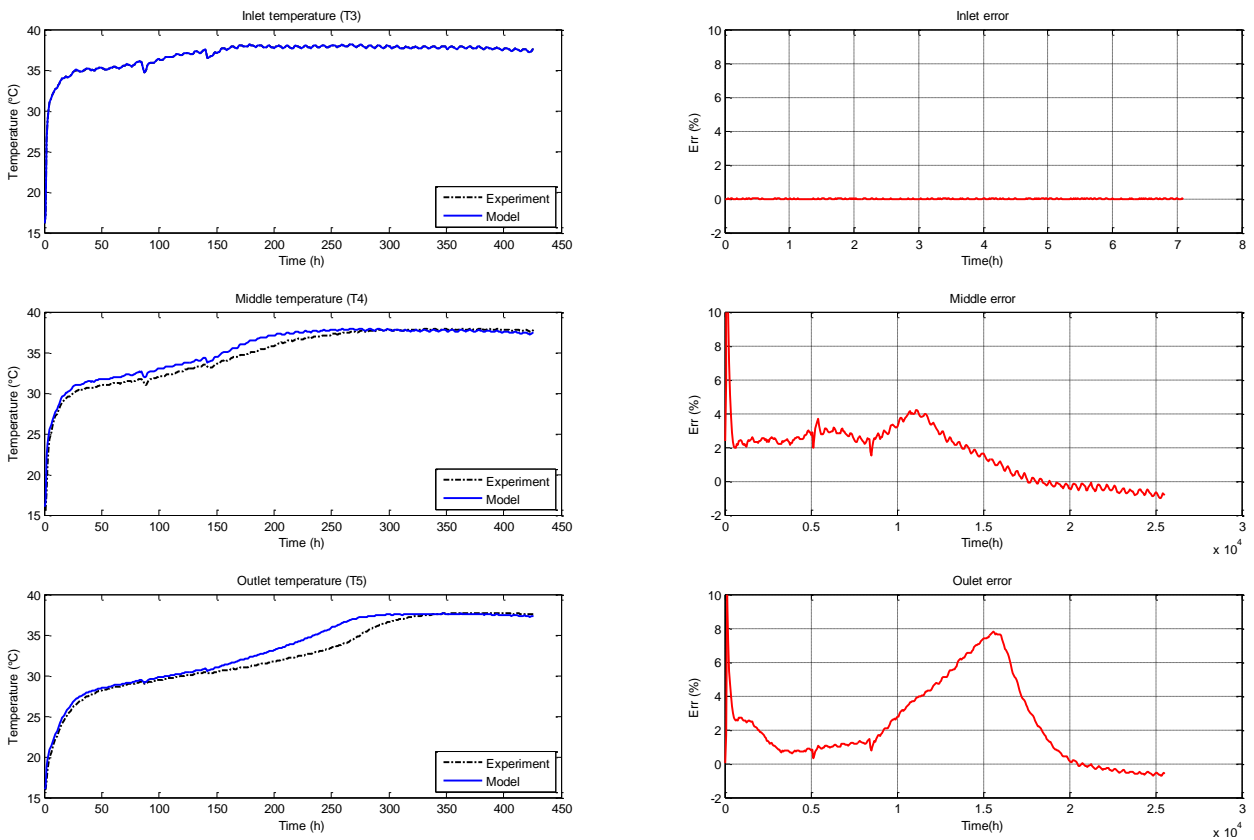 Inlet temperature (T3)
Temperature (°C)
40
35
30
25
20
15
0 50 100 150 200 250 300 350 400 450
Time (h)
Experiment
Model
Inlet error
Err (%)
10
8
6
4
2
0
-2
0 1 2 3 4 5 6 7 8
Time(h)
Middle temperature (T4)
Temperature (°C)
40
35
30
25
20
15
0 50 100 150 200 250 300 350 400 450
Time (h)
Experiment
Model
Middle error
Err (%)
10
8
6
4
2
0
-2
0 0.5 1 1.5 2 2.5 3
Time(h)
x 10⁴
Outlet temperature (T5)
Temperature (°C)
40
35
30
25
20
15
0 50 100 150 200 250 300 350 400 450
Time (h)
Experiment
Model
Oulet error
Err (%)
10
8
6
4
2
0
-2
0 0.5 1 1.5 2 2.5 3
Time(h)
x 10⁴